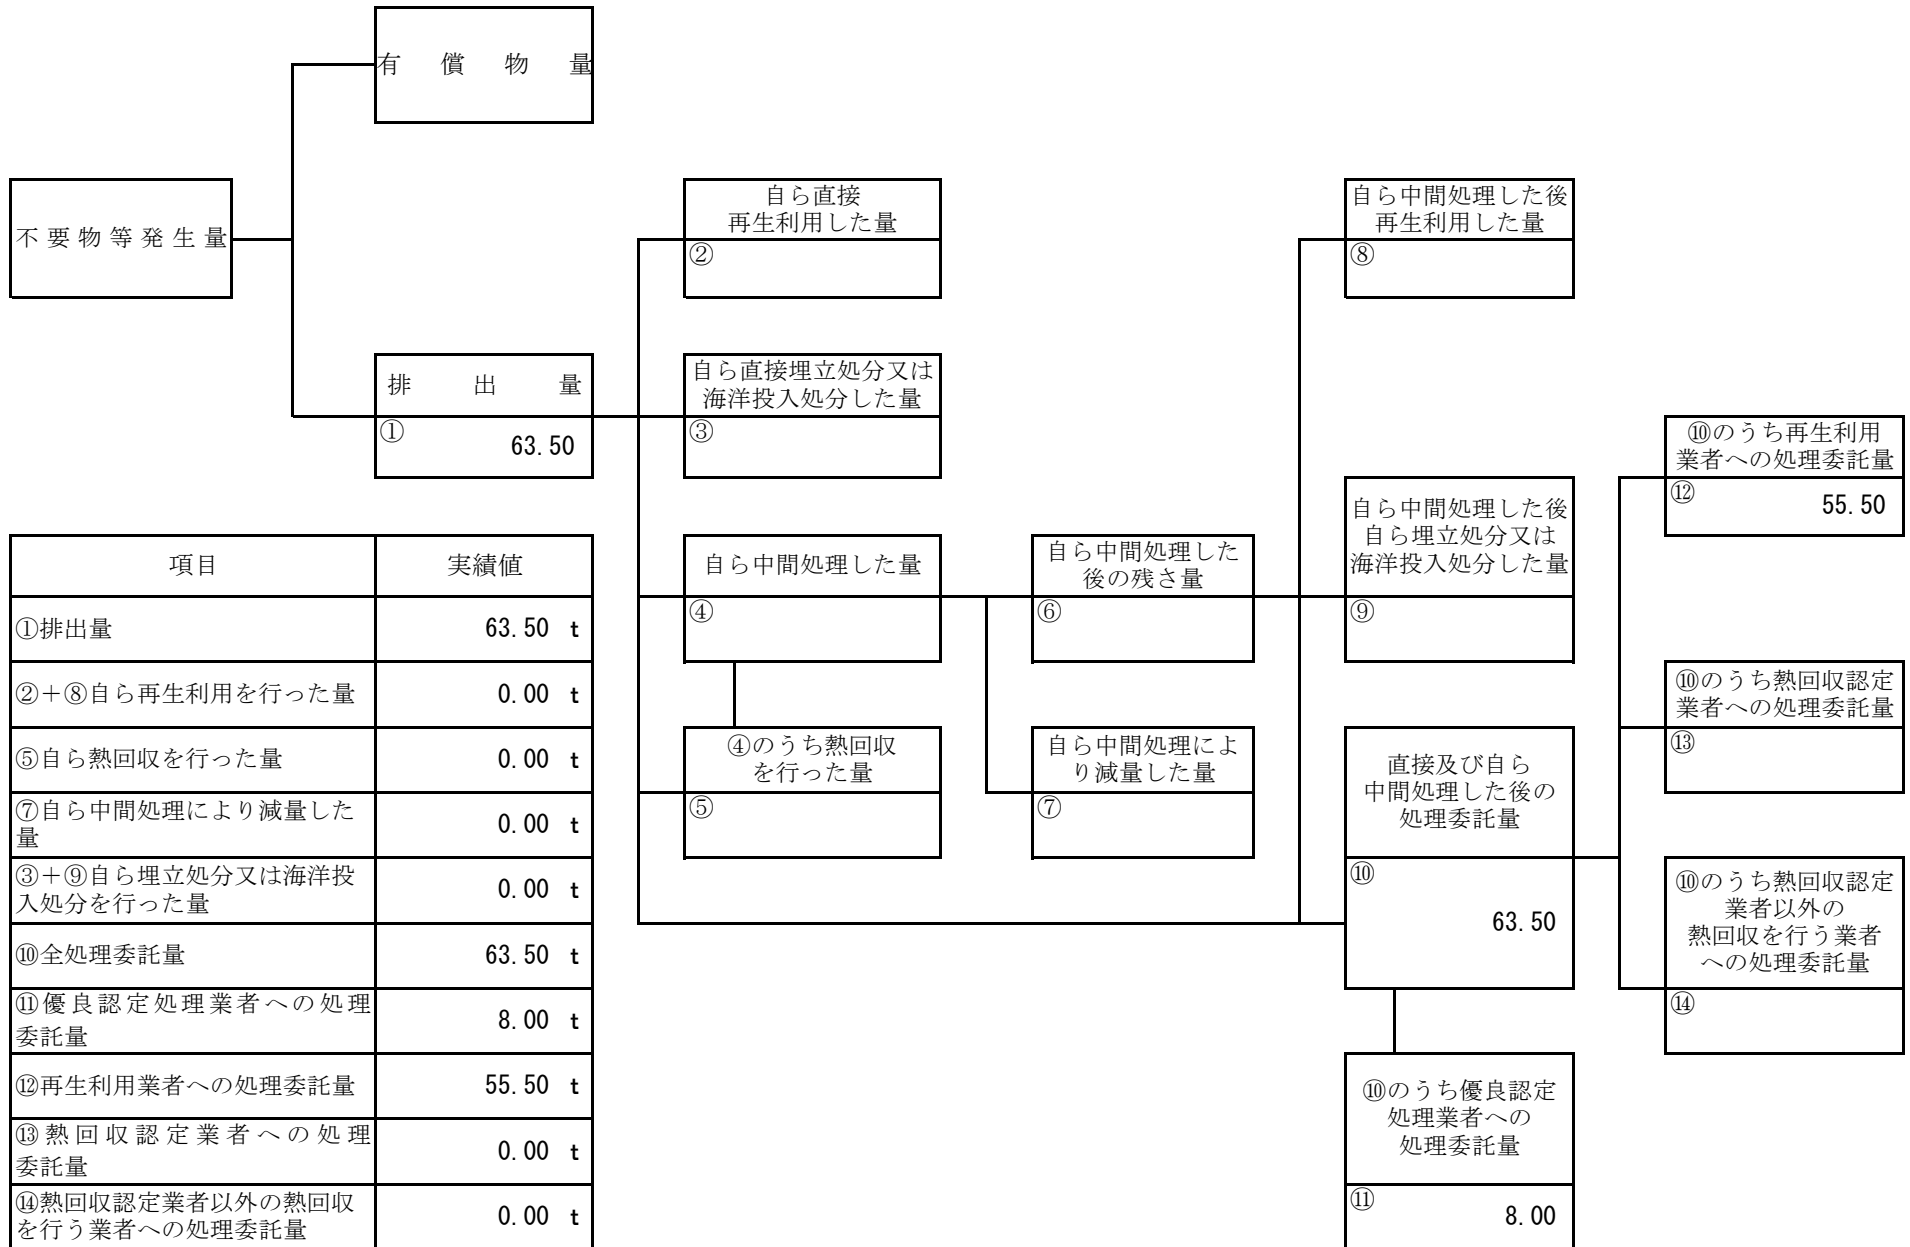 有償物量
不要物等発生量
自ら直接
再生利用した量
②
自ら中間処理した後
再生利用した量
⑧
排出量
① 63.50
自ら直接埋立処分又は
海洋投入処分した量
③
⑩のうち再生利用
業者への処理委託量
⑫ 55.50
自ら中間処理した量
④
自ら中間処理した
後の残さ量
⑥
自ら中間処理した後
自ら埋立処分又は
海洋投入処分した量
⑨
⑩のうち熱回収認定
業者への処理委託量
⑬
④のうち熱回収
を行った量
⑤
自ら中間処理によ
り減量した量
⑦
直接及び自ら
中間処理した後の
処理委託量
⑩
63.50
⑩のうち熱回収認定
業者以外の
熱回収を行う業者
への処理委託量
⑭
⑩のうち優良認定
処理業者への
処理委託量
⑪
8.00
項目 実績値
①排出量 63.50 t
②＋⑧自ら再生利用を行った量 0.00 t
⑤自ら熱回収を行った量 0.00 t
⑦自ら中間処理により減量した
量 0.00 t
③＋⑨自ら埋立処分又は海洋投
入処分を行った量 0.00 t
⑩全処理委託量 63.50 t
⑪優良認定処理業者への処理
委託量 8.00 t
⑫再生利用業者への処理委託量 55.50 t
⑬熱回収認定業者への処理
委託量 0.00 t
⑭熱回収認定業者以外の熱回収
を行う業者への処理委託量 0.00 t